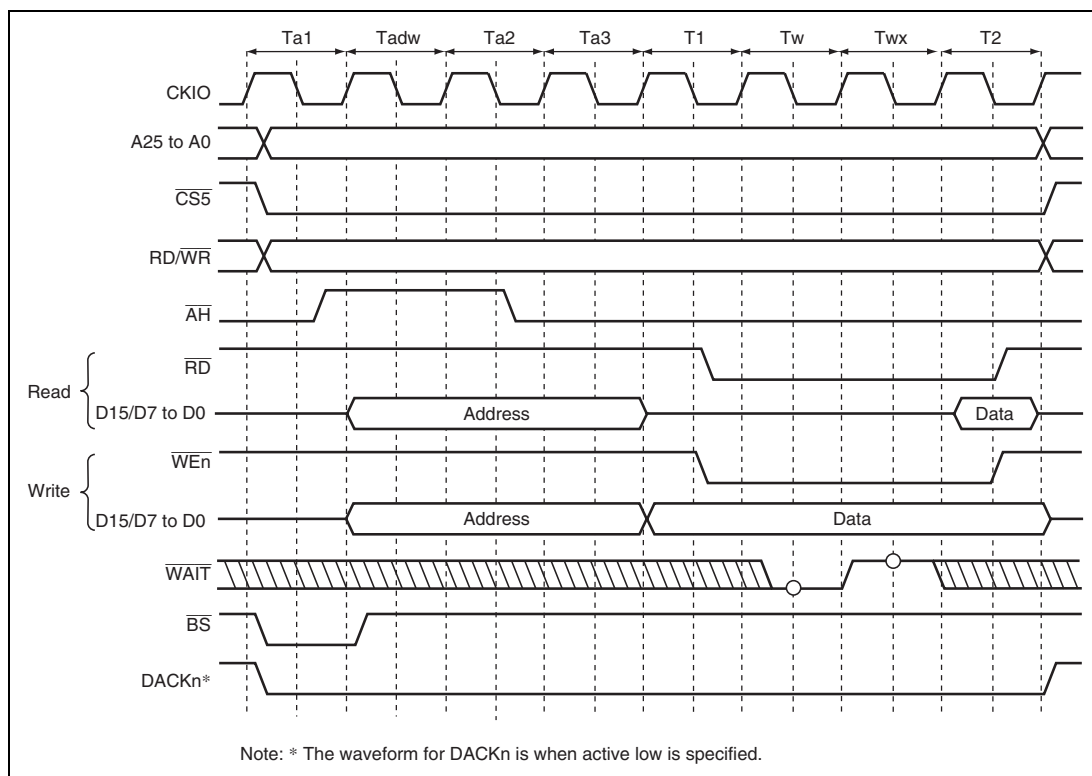 Ta1 Tadw Ta2 Ta3 T1 Tw Twx T2
CKIO
A25 to A0
CS5
RD/WR
AH
RD
Read
D15/D7 to D0 Address Data
WEn
Write
D15/D7 to D0 Address Data
WAIT
BS
DACKn*
Note: * The waveform for DACKn is when active low is specified.